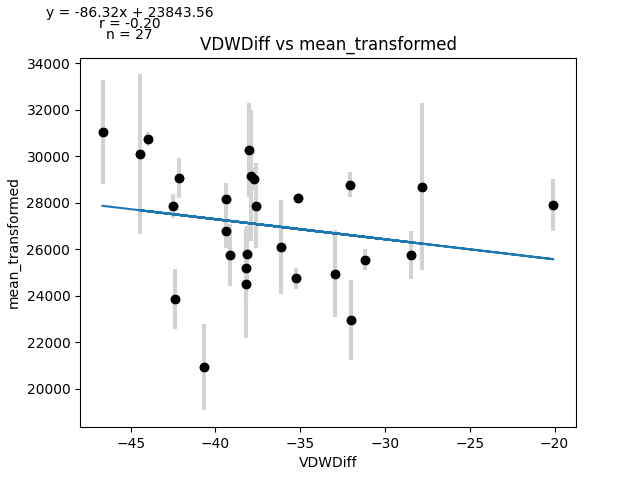 y = -86.32x + 23843.56
r = -0.20
n = 27
VDWDiff vs mean_transformed
34000
32000
30000
28000
26000
24000
22000
20000
mean_transformed
−45
−40
−35
−30
−25
−20
VDWDiff